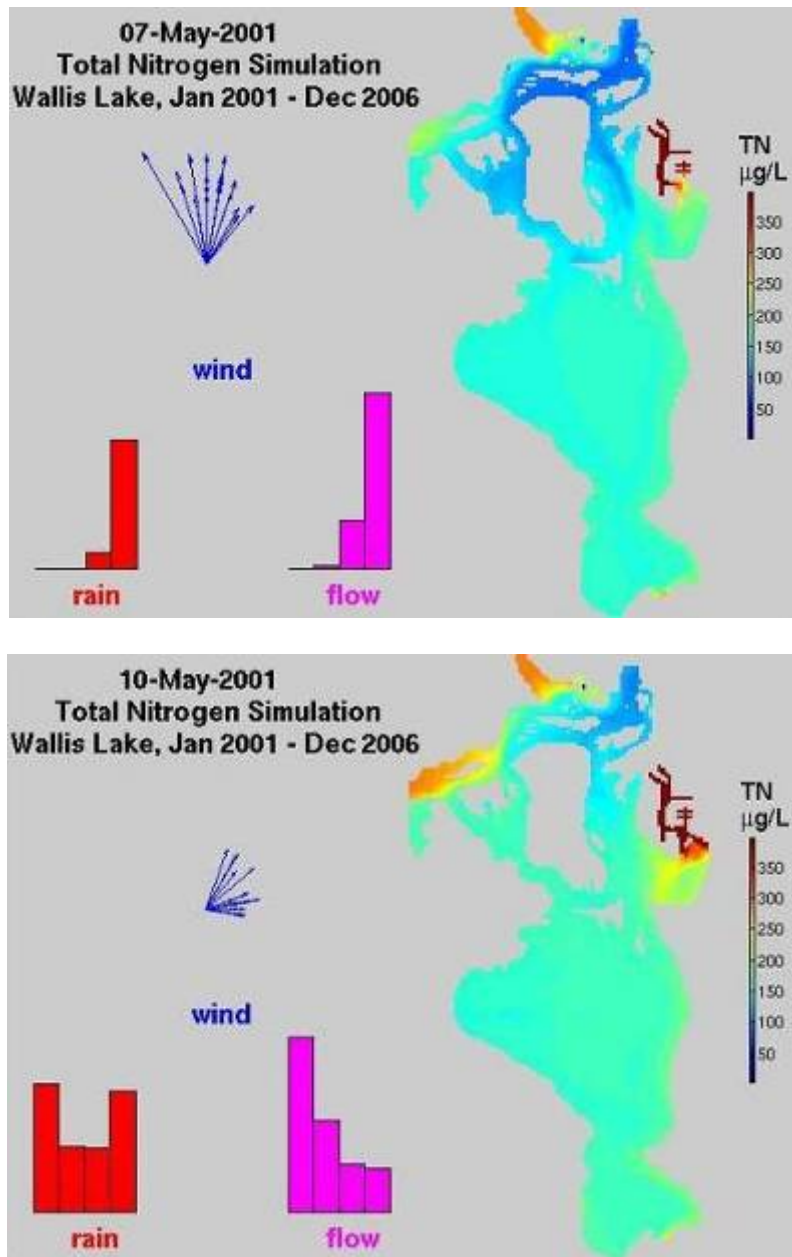 07-May-2001
Total Nitrogen Simulation
Wallis Lake, Jan 2001 - Dec 2006
TN
µg/L
350
300
250
200
150
100
50
wind
rain
flow
10-May-2001
Total Nitrogen Simulation
Wallis Lake, Jan 2001 - Dec 2006
TN
µg/L
350
300
250
200
150
100
50
wind
rain
flow